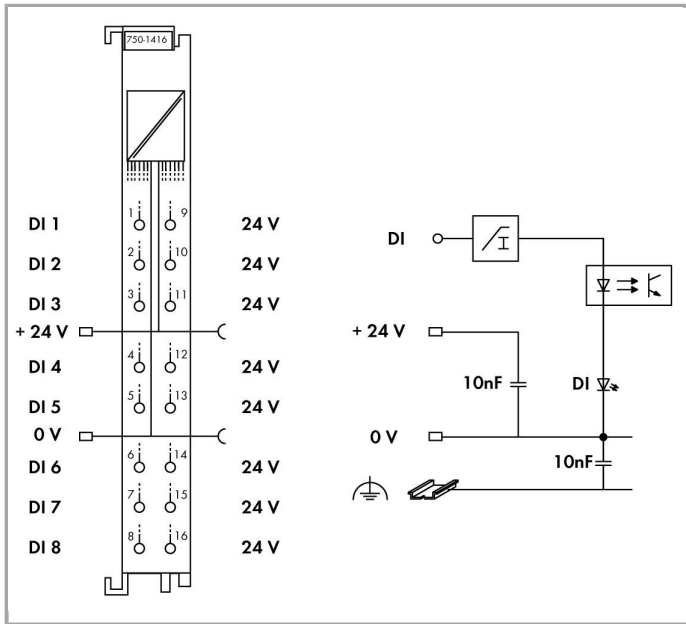 750-1416
DI 1 1 9 24 V
DI 2 2 10 24 V
DI 3 3 11 24 V
+ 24 V
DI 4 4 12 24 V
DI 5 5 13 24 V
0 V
DI 6 6 14 24 V
DI 7 7 15 24 V
DI 8 8 16 24 V
DI
I
+ 24 V
10nF
DI
0 V
10nF